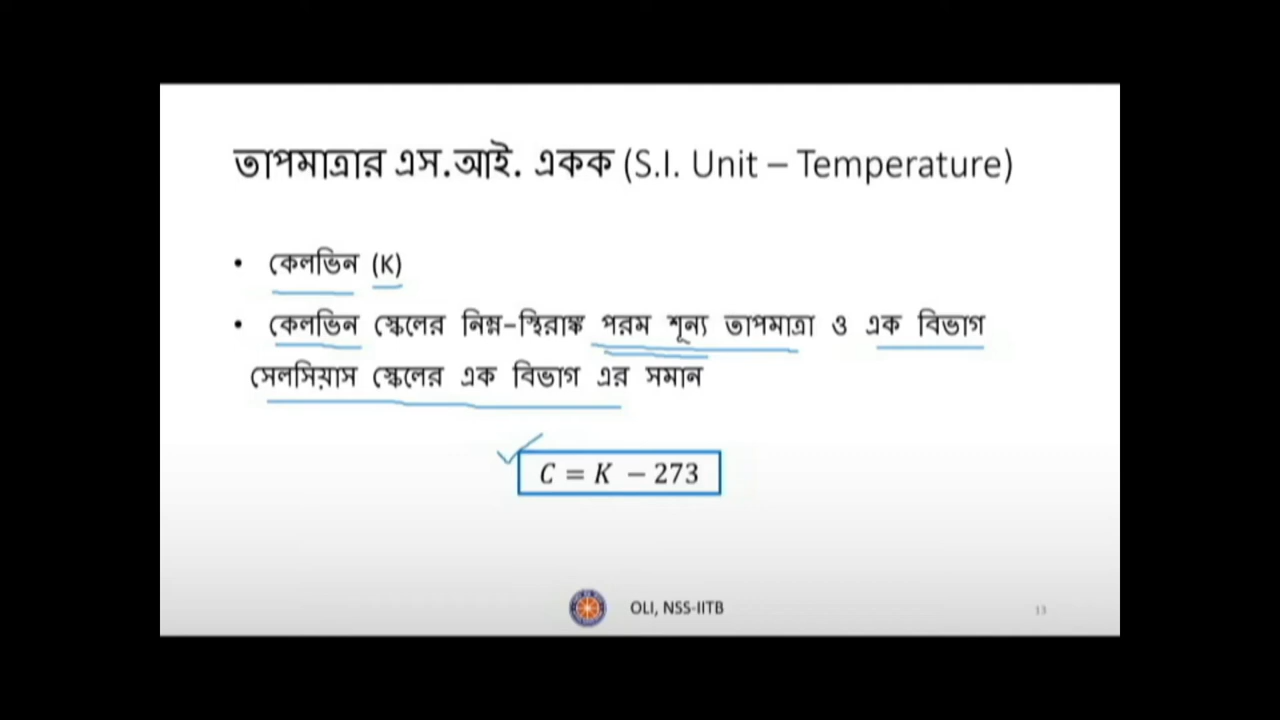 তাপমাত্রার এস.আই. একক (S.I. Unit – Temperature)
• কেলভিন (K)
• কেলভিন স্কেলের নিম্ন-স্থিরাঙ্ক পরম শূন্য তাপমাত্রা ও এক বিভাগ
সেলসিয়াস স্কেলের এক বিভাগ এর সমান
C = K – 273
OLI, NSS-IITB
13